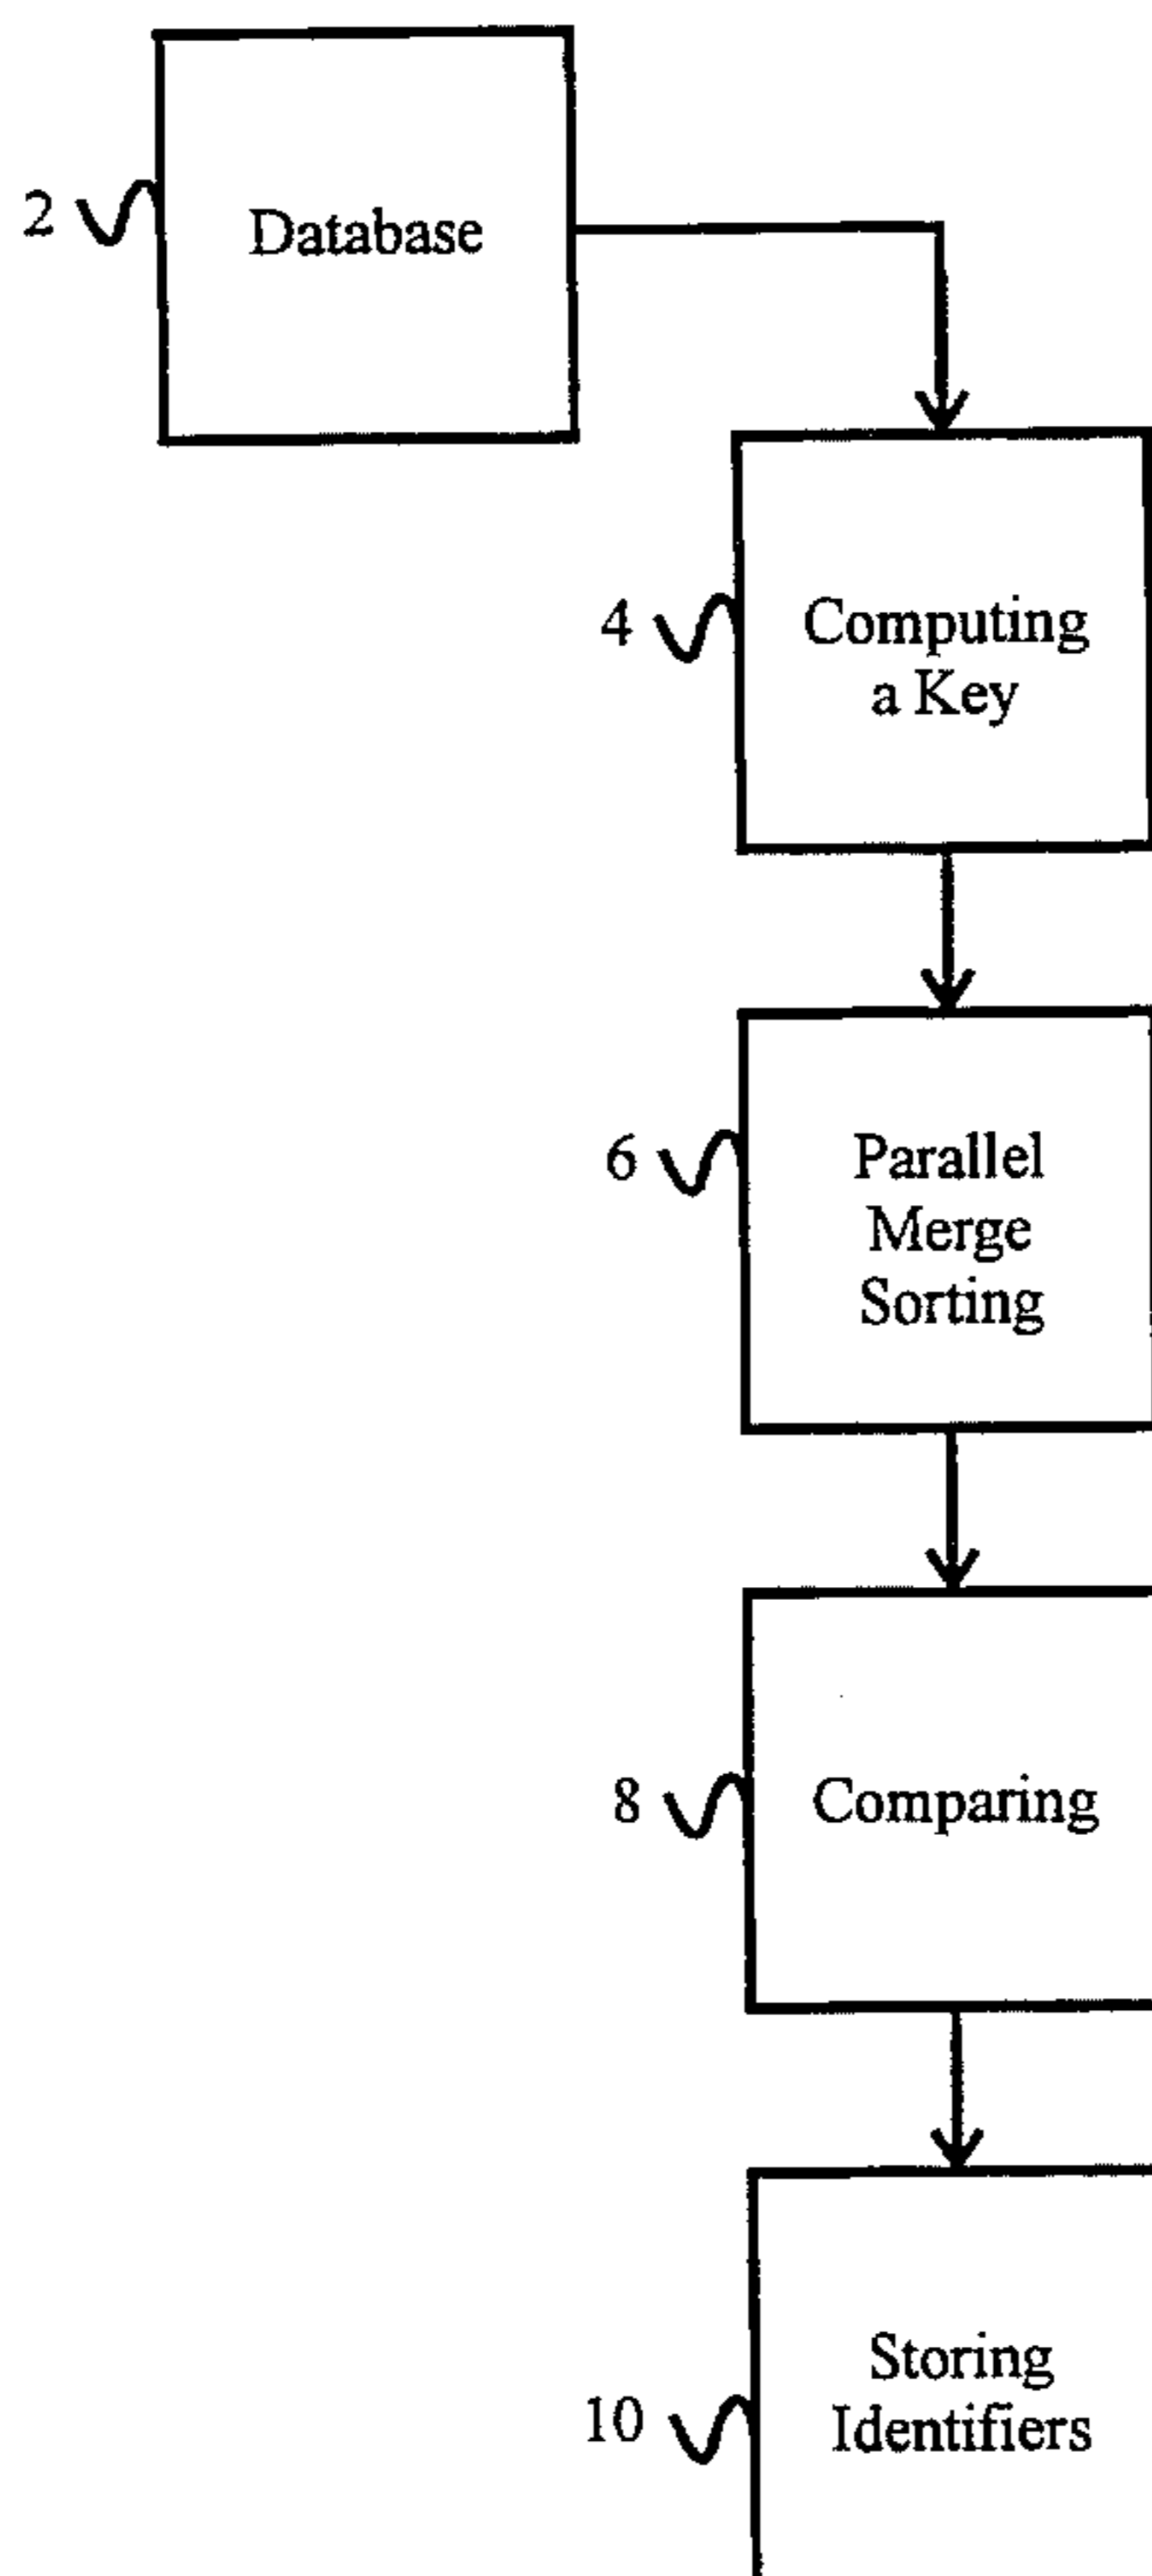 2
Database
4
Computing
a Key
6
Parallel
Merge
Sorting
8
Comparing
10
Storing
Identifiers